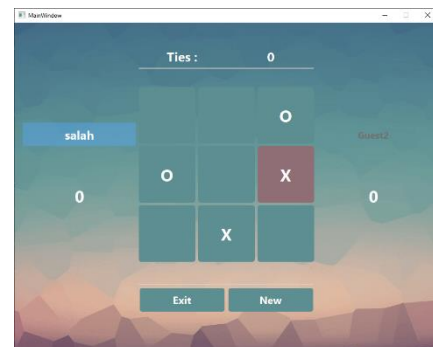 MainWindow
Ties : 0
O
salah
Guest2
O X
0
0
X
Exit New